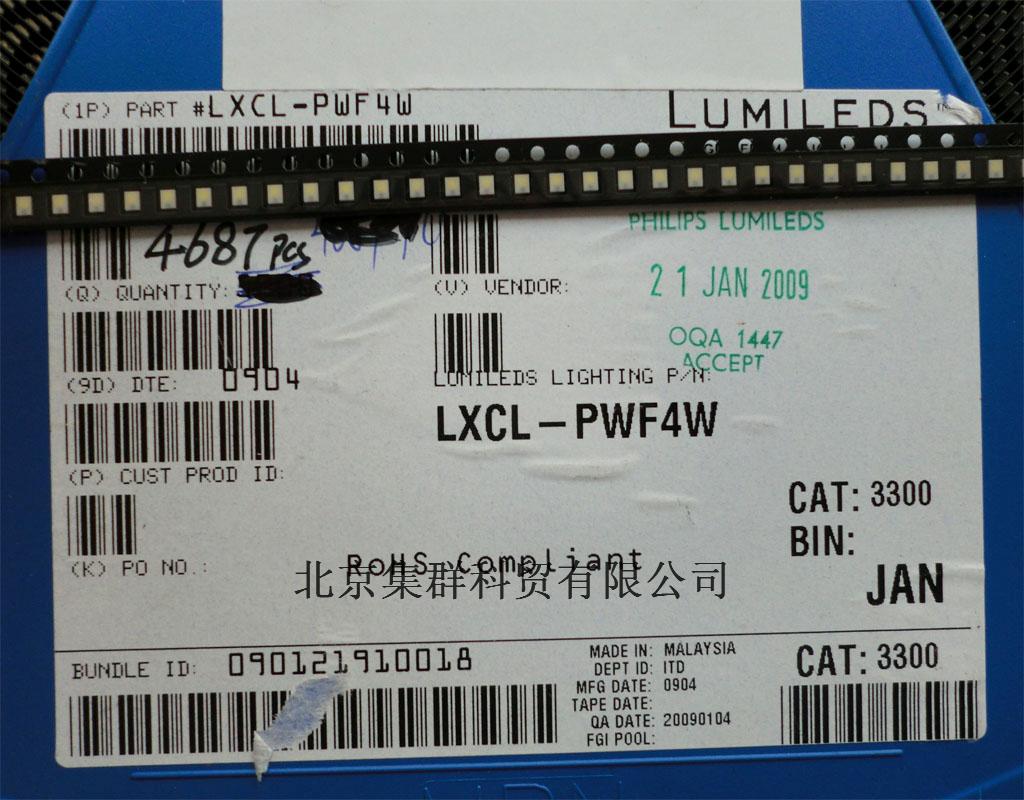 (1P) PART #LXCL-PWF4W
LUMILEDS
4687 pcs
PHILIPS LUMILEDS
21 JAN 2009
(Q) QUANTITY:
(V) VENDOR:
OQA 1447
ACCEPT
(9D) DTE: 0904
LUMILEDS LIGHTING P/N:
LXCL-PWF4W
(P) CUST PROD ID:
CAT: 3300
BIN:
JAN
(K) PO NO.:
RoHS Compliant
北京集群科贸有限公司
BUNDLE ID: 090121910018
MADE IN: MALAYSIA
DEPT ID: ITD
MFG DATE: 0904
TAPE DATE:
QA DATE: 20090104
FGI POOL:
CAT: 3300